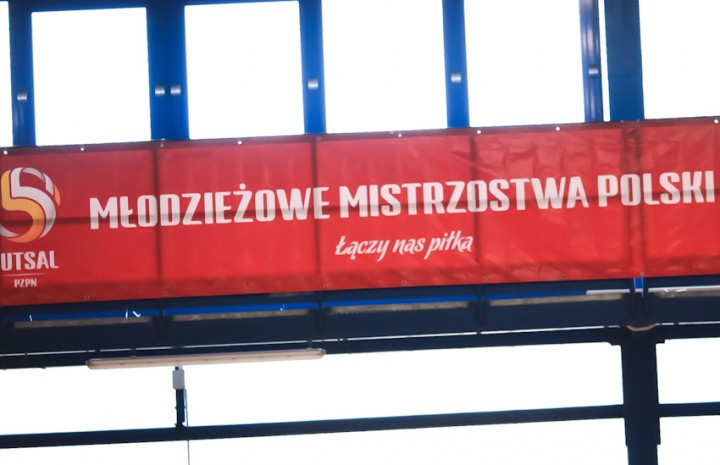 MŁODZIEŻOWE MISTRZOSTWA POLSKI
Łączy nas piłka
UTSAL
PZPN